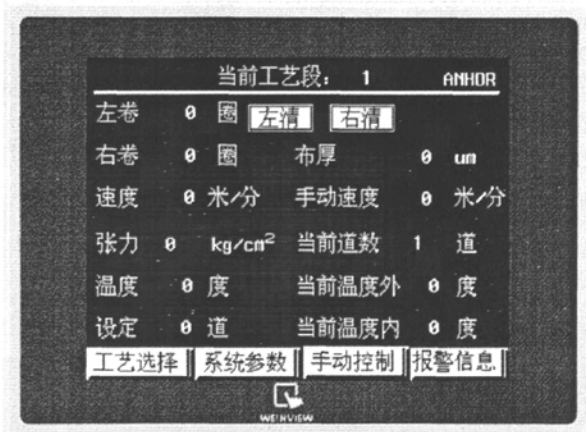 当前工艺段： 1 ANHOR
左卷 0 圈 左清 右清
右卷 0 圈 布厚 0 um
速度 0 米/分 手动速度 0 米/分
张力 0 kg/cm² 当前道数 1 道
温度 0 度 当前温度外 0 度
设定 0 道 当前温度内 0 度
工艺选择 系统参数 手动控制 报警信息
WEINVIEW